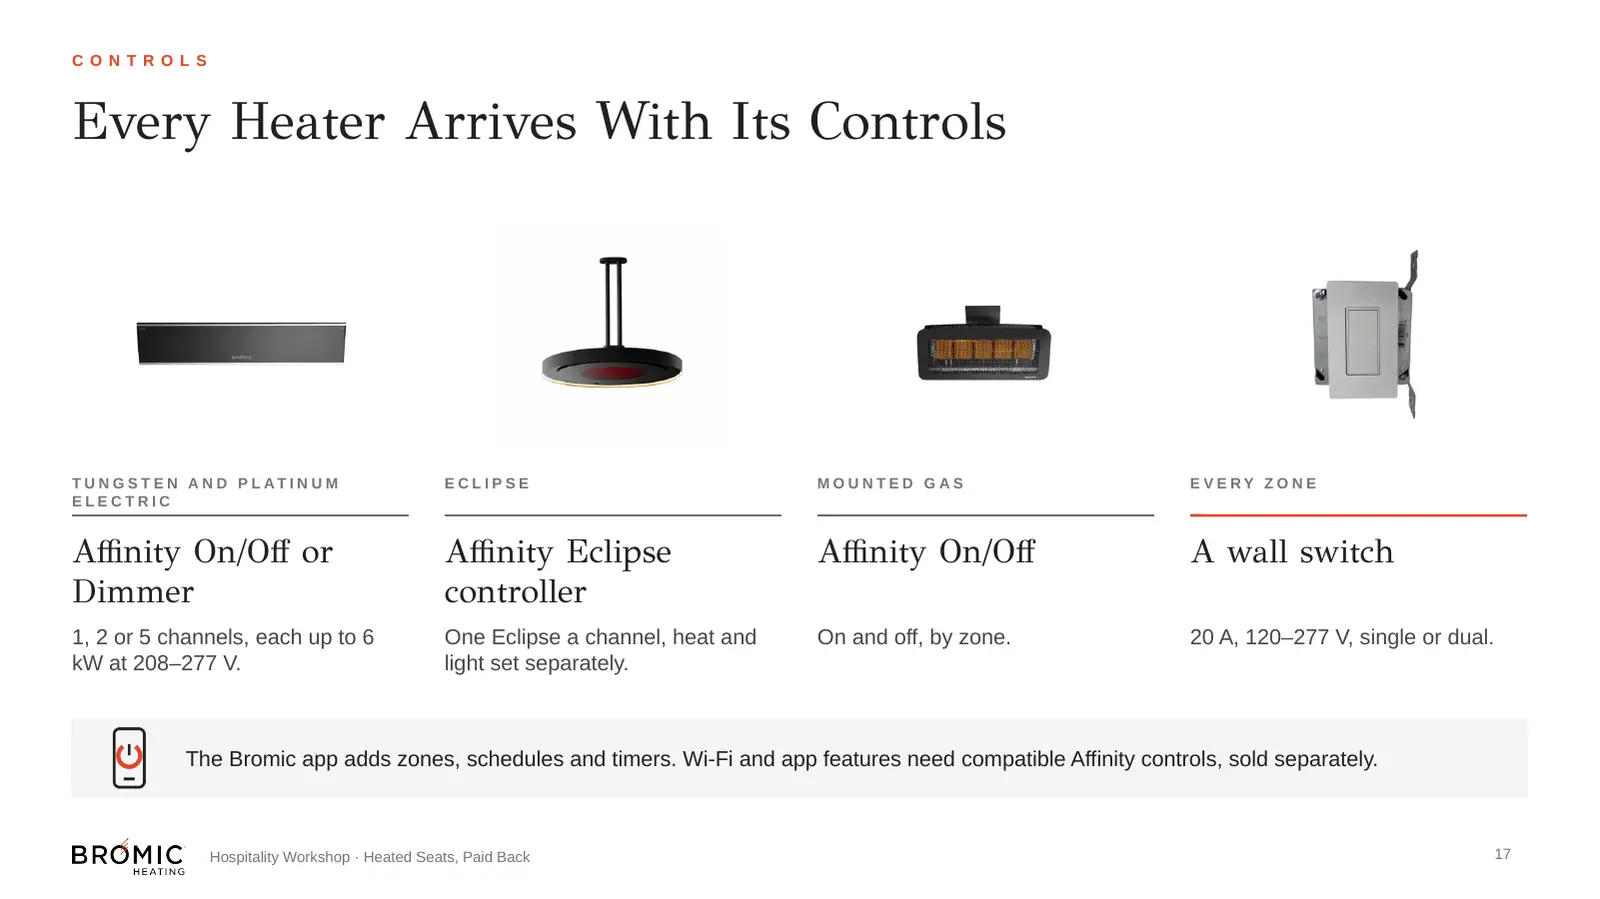 CONTROLS
Every Heater Arrives With Its Controls
BROMIC
TUNGSTEN AND PLATINUM
ELECTRIC
Affinity On/Off or
Dimmer
1, 2 or 5 channels, each up to 6
kW at 208–277 V.
ECLIPSE
Affinity Eclipse
controller
One Eclipse a channel, heat and
light set separately.
MOUNTED GAS
Affinity On/Off
On and off, by zone.
EVERY ZONE
A wall switch
20 A, 120–277 V, single or dual.
The Bromic app adds zones, schedules and timers. Wi-Fi and app features need compatible Affinity controls, sold separately.
BROMIC
HEATING
Hospitality Workshop · Heated Seats, Paid Back
17